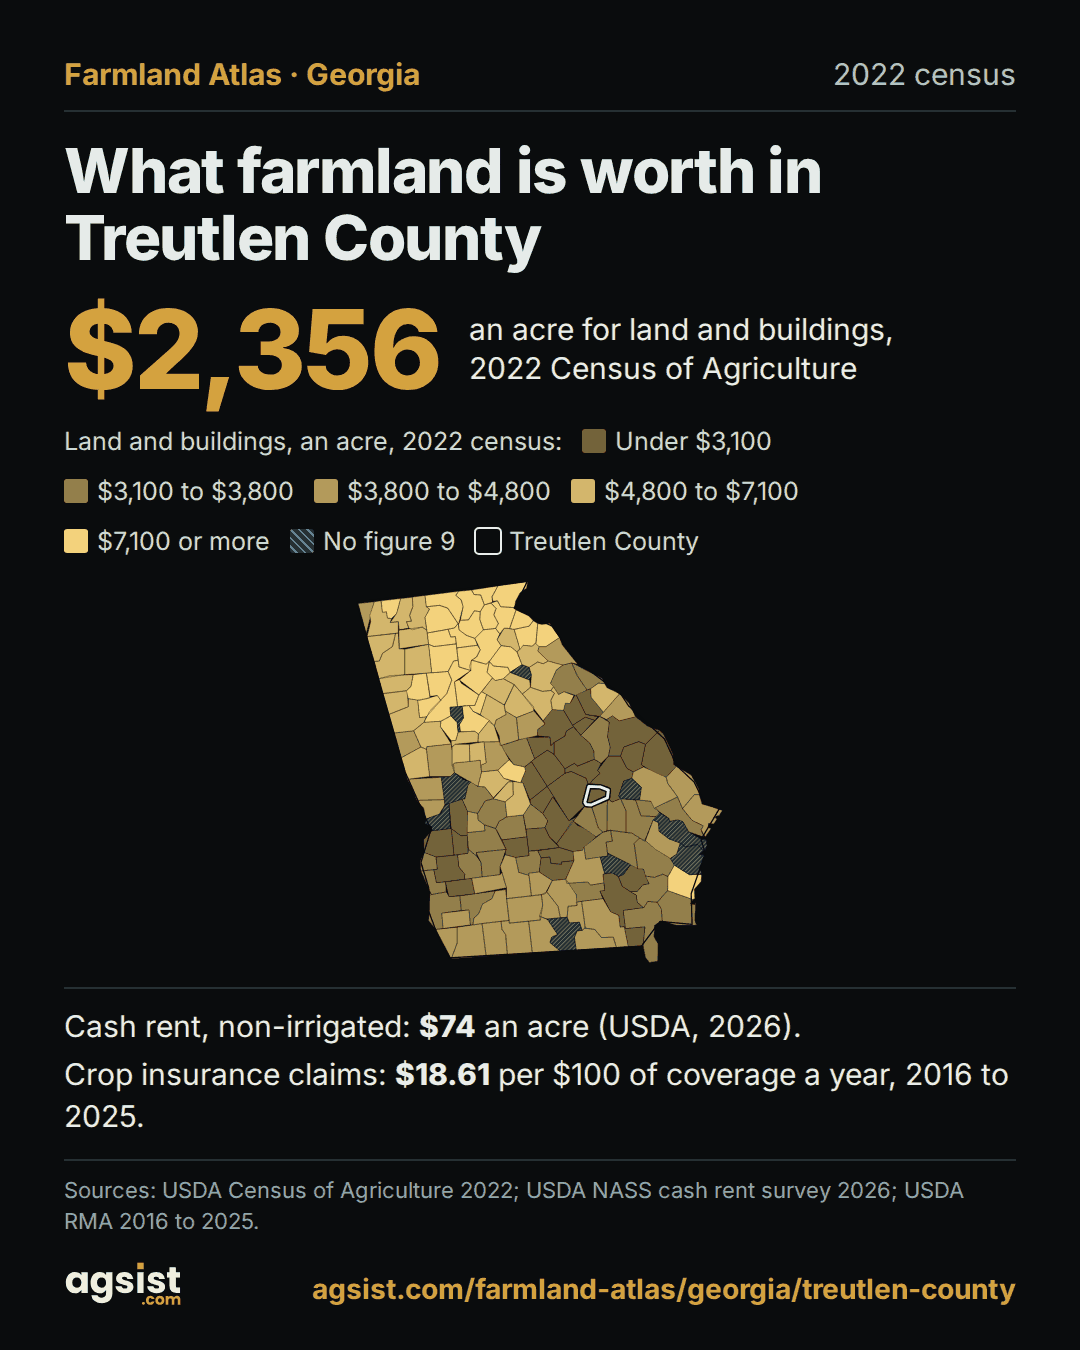 Farmland Atlas · Georgia
2022 census
What farmland is worth in
Treutlen County
$2,356
an acre for land and buildings,
2022 Census of Agriculture
Land and buildings, an acre, 2022 census: Under $3,100
$3,100 to $3,800 $3,800 to $4,800 $4,800 to $7,100
$7,100 or more No figure 9 Treutlen County
Cash rent, non-irrigated: $74 an acre (USDA, 2026).
Crop insurance claims: $18.61 per $100 of coverage a year, 2016 to
2025.
Sources: USDA Census of Agriculture 2022; USDA NASS cash rent survey 2026; USDA
RMA 2016 to 2025.
agsist
.com
agsist.com/farmland-atlas/georgia/treutlen-county